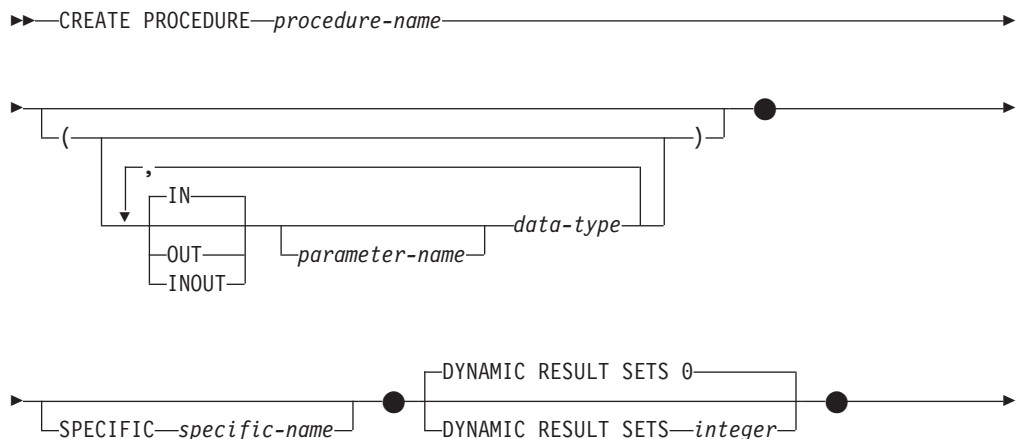 CREATE PROCEDURE procedure-name
( )
,
IN
data-type
OUT parameter-name
INOUT
DYNAMIC RESULT SETS 0
SPECIFIC specific-name DYNAMIC RESULT SETS integer